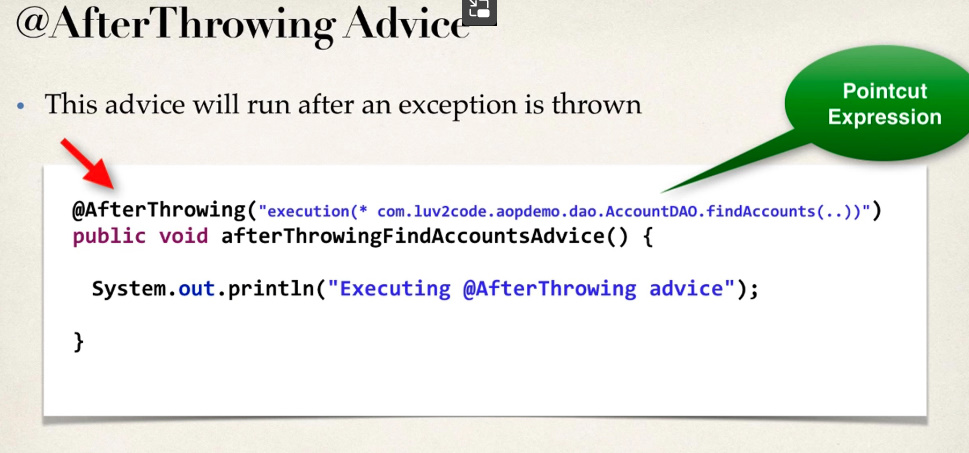 @AfterThrowing Advice
• This advice will run after an exception is thrown
Pointcut
Expression
@AfterThrowing("execution(* com.luv2code.aopdemo.dao.AccountDAO.findAccounts(..))")
public void afterThrowingFindAccountsAdvice() {
System.out.println("Executing @AfterThrowing advice");
}